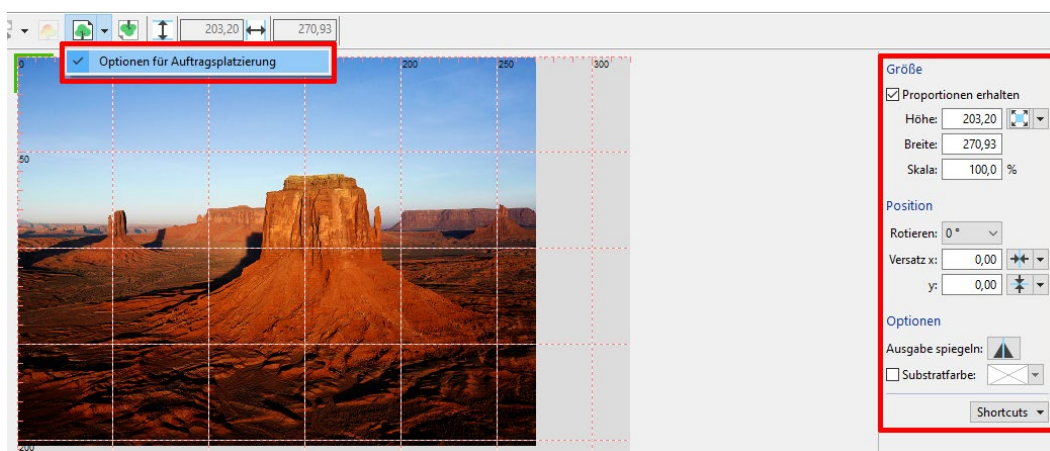 203,20 270,93
Optionen für Auftragsplatzierung
0 200 250 300
50
200
Größe
Proportionen erhalten
Höhe: 203,20
Breite: 270,93
Skala: 100,0 %
Position
Rotieren: 0 °
Versatz x: 0,00
y: 0,00
Optionen
Ausgabe spiegeln:
Substratfarbe:
Shortcuts